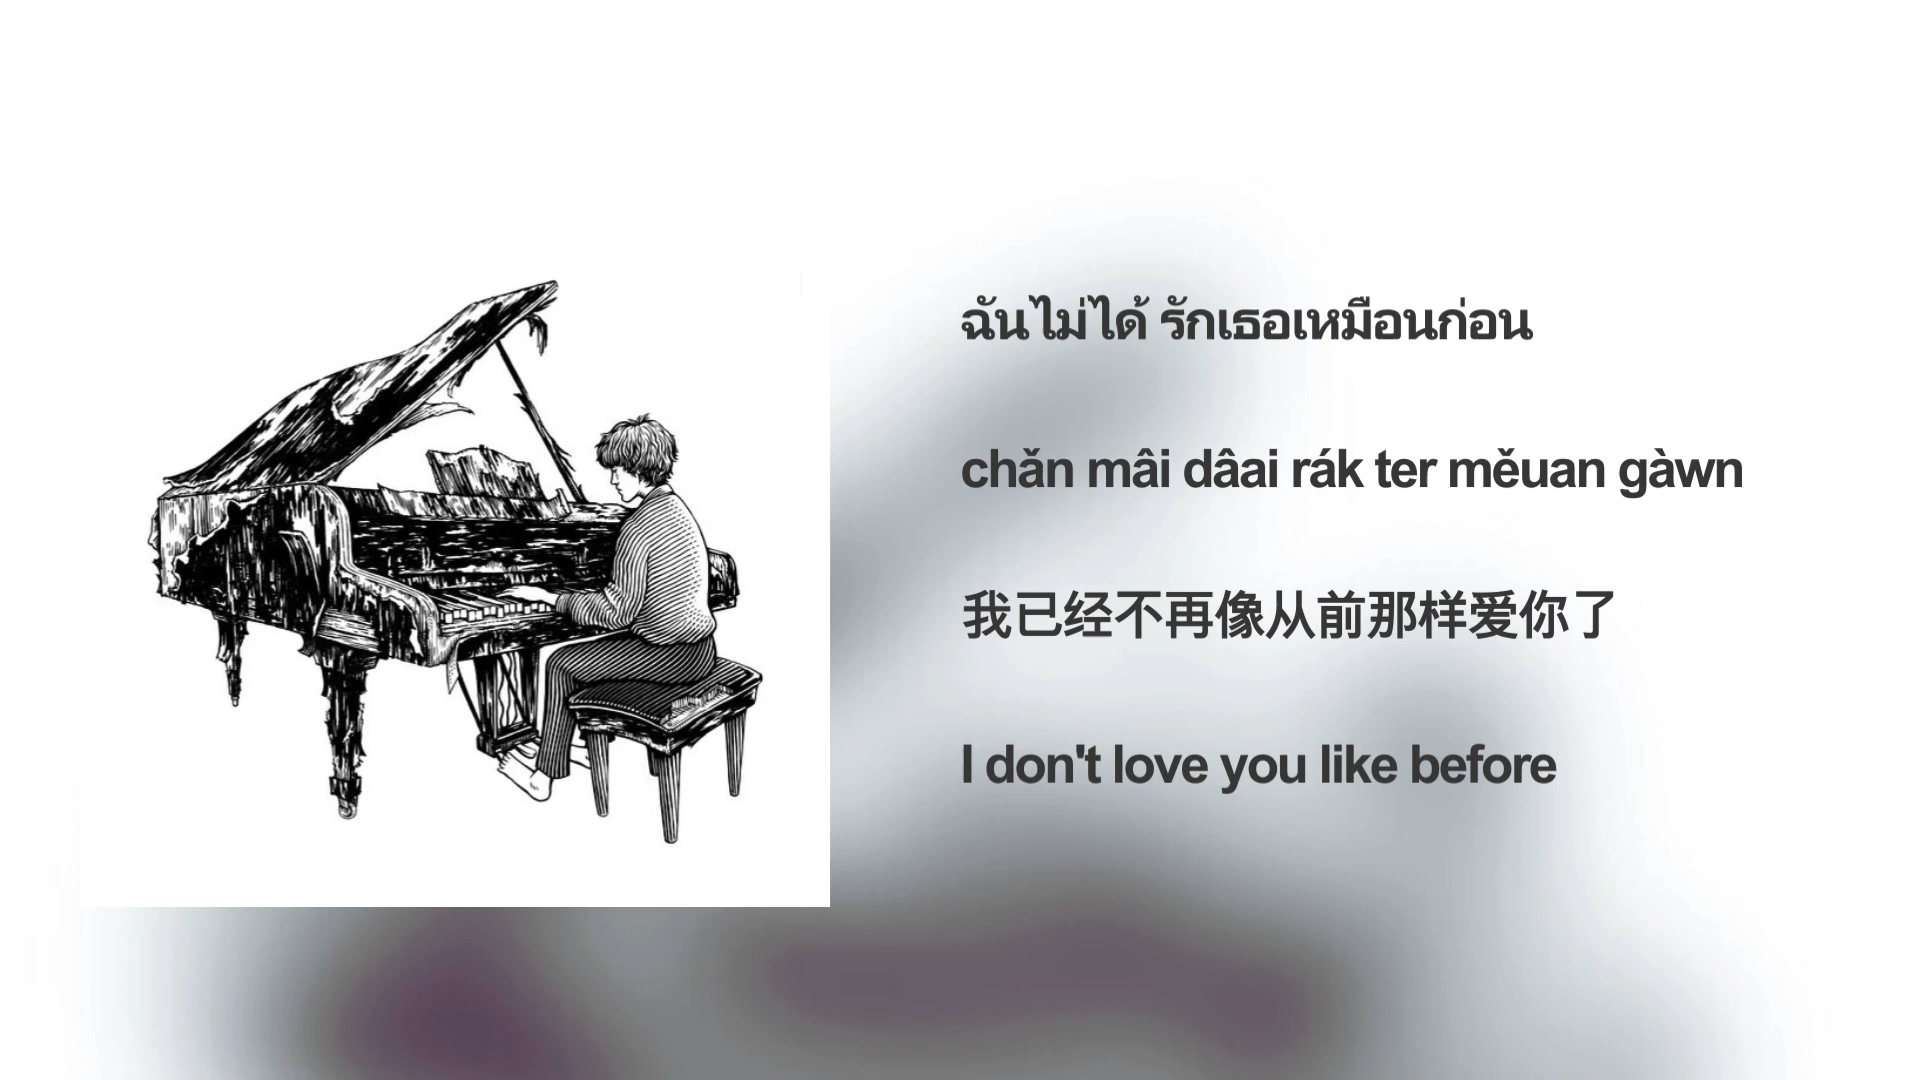 ฉันไม่ได้ รักเธอเหมือนก่อน
chǎn mâi dâai rák ter měuan gàwn
我已经不再像从前那样爱你了
I don't love you like before